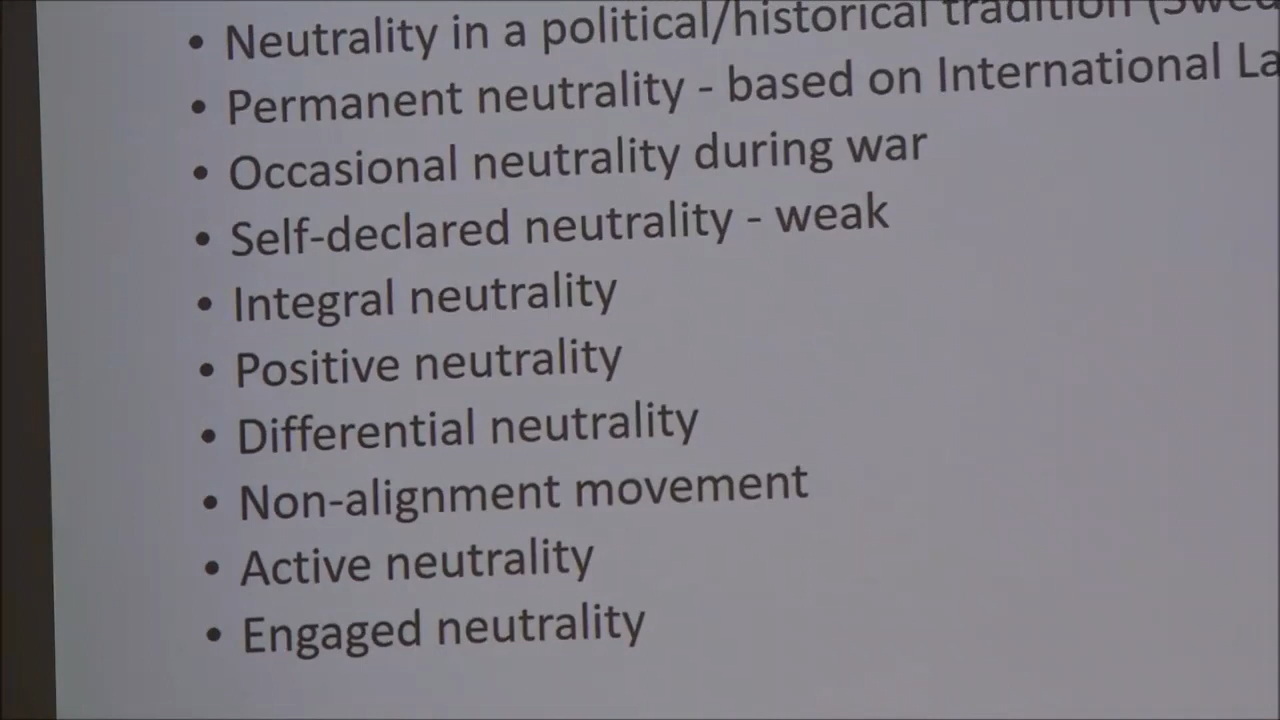 • Neutrality in a political/historical tradition
• Permanent neutrality - based on International
• Occasional neutrality during war
• Self-declared neutrality - weak
• Integral neutrality
• Positive neutrality
• Differential neutrality
• Non-alignment movement
• Active neutrality
• Engaged neutrality